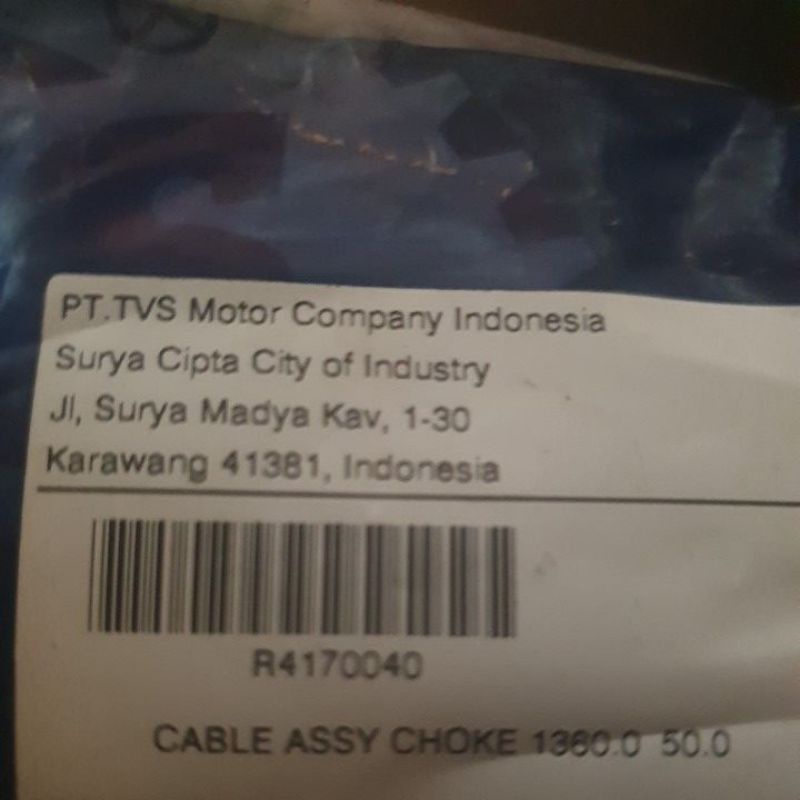 PT.TVS Motor Company Indonesia
Surya Cipta City of Industry
Jl, Surya Madya Kav, 1-30
Karawang 41381, Indonesia
R4170040
CABLE ASSY CHOKE 1360.0 50.0